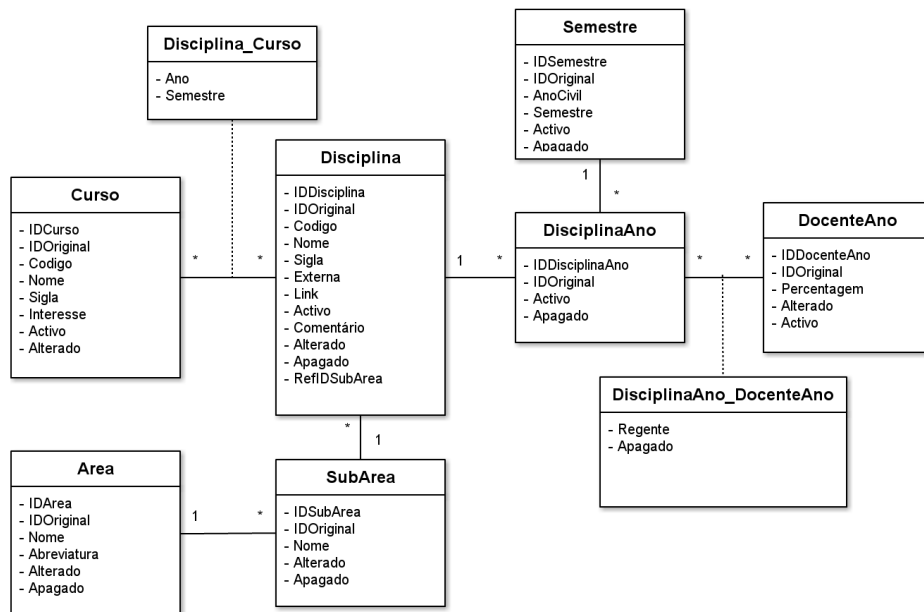 Disciplina_Curso
- Ano
- Semestre
Semestre
- IDSemestre
- IDOriginal
- AnoCivil
- Semestre
- Activo
- Apagado
Curso
- IDCurso
- IDOriginal
- Codigo
- Nome
- Sigla
- Interesse
- Activo
- Alterado
* *
Disciplina
- IDDisciplina
- IDOriginal
- Codigo
- Nome
- Sigla
- Externa
- Link
- Activo
- Comentário
- Alterado
- Apagado
- RefIDSubArea
1 *
1
*
DisciplinaAno
- IDDisciplinaAno
- IDOriginal
- Activo
- Apagado
* *
DocenteAno
- IDDocenteAno
- IDOriginal
- Percentagem
- Alterado
- Activo
DisciplinaAno_DocenteAno
- Regente
- Apagado
*
1
Area
- IDArea
- IDOriginal
- Nome
- Abreviatura
- Alterado
- Apagado
1 *
SubArea
- IDSubArea
- IDOriginal
- Nome
- Alterado
- Apagado